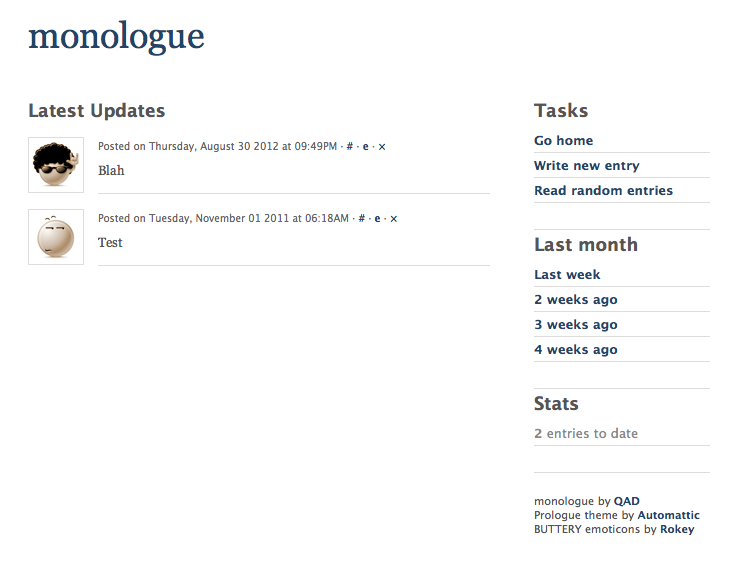 monologue
Latest Updates
Posted on Thursday, August 30 2012 at 09:49PM · # · e · x
Blah
Posted on Tuesday, November 01 2011 at 06:18AM · # · e · x
Test
Tasks
Go home
Write new entry
Read random entries
Last month
Last week
2 weeks ago
3 weeks ago
4 weeks ago
Stats
2 entries to date
monologue by QAD
Prologue theme by Automattic
BUTTERY emoticons by Rokey